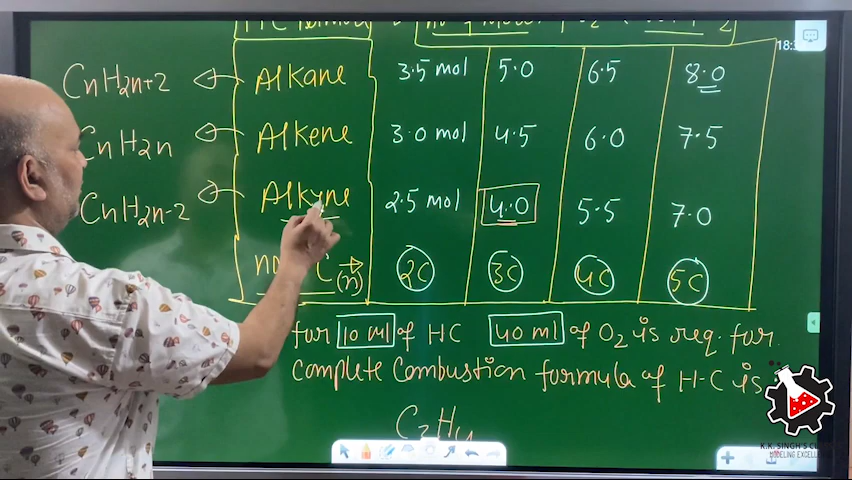 18:3
CnH2n+2 Alkane 3.5 mol 5.0 6.5 8.0
CnH2n Alkene 3.0 mol 4.5 6.0 7.5
CnH2n-2 Alkyne 2.5 mol 4.0 5.5 7.0
C (n) 2C 3C 4C 5C
for 10 ml of HC 40 ml of O2 is req. for
complete Combustion formula of H-C is
C3H4
K.K. SINGH'S